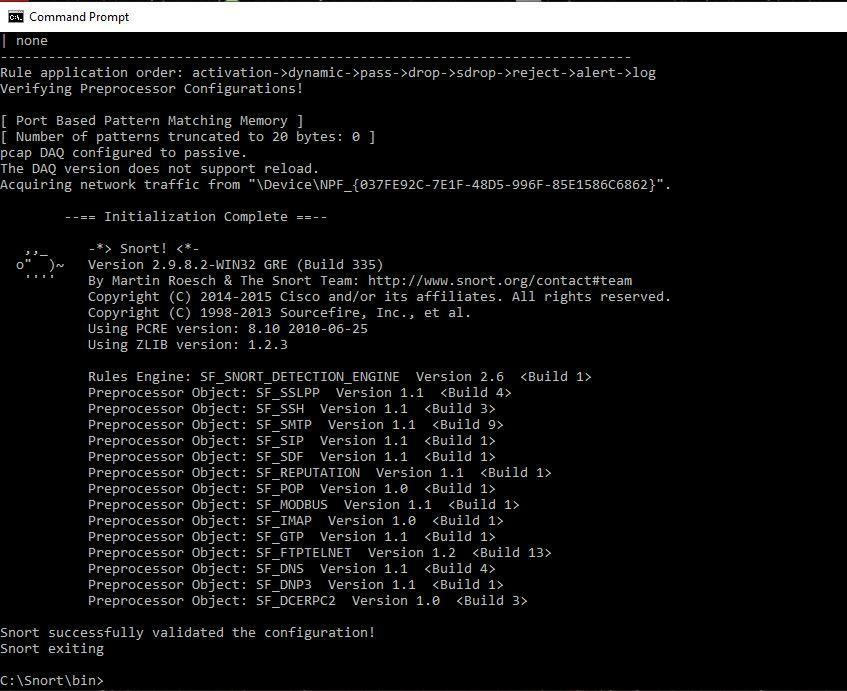 Command Prompt
| none
-------------------------------------------------------------------------------
Rule application order: activation->dynamic->pass->drop->sdrop->reject->alert->log
Verifying Preprocessor Configurations!
[ Port Based Pattern Matching Memory ]
[ Number of patterns truncated to 20 bytes: 0 ]
pcap DAQ configured to passive.
The DAQ version does not support reload.
Acquiring network traffic from "\Device\NPF_{037FE92C-7E1F-48D5-996F-85E1586C6862}".
--== Initialization Complete ==--
,,_     -*> Snort! <*-
o"  )~   Version 2.9.8.2-WIN32 GRE (Build 335)
''''    By Martin Roesch & The Snort Team: http://www.snort.org/contact#team
Copyright (C) 2014-2015 Cisco and/or its affiliates. All rights reserved.
Copyright (C) 1998-2013 Sourcefire, Inc., et al.
Using PCRE version: 8.10 2010-06-25
Using ZLIB version: 1.2.3
Rules Engine: SF_SNORT_DETECTION_ENGINE  Version 2.6  <Build 1>
Preprocessor Object: SF_SSLPP  Version 1.1  <Build 4>
Preprocessor Object: SF_SSH  Version 1.1  <Build 3>
Preprocessor Object: SF_SMTP  Version 1.1  <Build 9>
Preprocessor Object: SF_SIP  Version 1.1  <Build 1>
Preprocessor Object: SF_SDF  Version 1.1  <Build 1>
Preprocessor Object: SF_REPUTATION  Version 1.1  <Build 1>
Preprocessor Object: SF_POP  Version 1.0  <Build 1>
Preprocessor Object: SF_MODBUS  Version 1.1  <Build 1>
Preprocessor Object: SF_IMAP  Version 1.0  <Build 1>
Preprocessor Object: SF_GTP  Version 1.1  <Build 1>
Preprocessor Object: SF_FTPTELNET  Version 1.2  <Build 13>
Preprocessor Object: SF_DNS  Version 1.1  <Build 4>
Preprocessor Object: SF_DNP3  Version 1.1  <Build 1>
Preprocessor Object: SF_DCERPC2  Version 1.0  <Build 3>
Snort successfully validated the configuration!
Snort exiting
C:\Snort\bin>